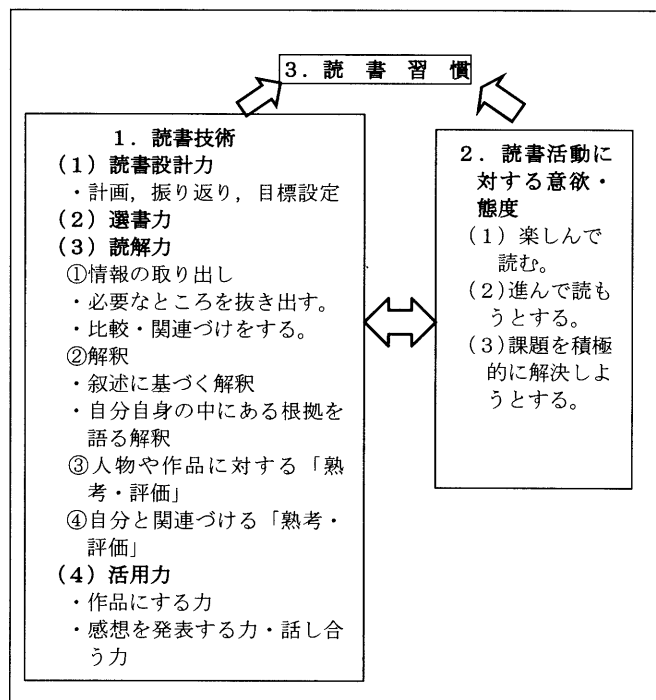 3．読書習慣
1．読書技術
（1）読書設計力
・計画，振り返り，目標設定
（2）選書力
（3）読解力
①情報の取り出し
・必要なところを抜き出す。
・比較・関連づけをする。
②解釈
・叙述に基づく解釈
・自分自身の中にある根拠を
語る解釈
③人物や作品に対する「熟
考・評価」
④自分と関連づける「熟考・
評価」
（4）活用力
・作品にする力
・感想を発表する力・話し合
う力
2．読書活動に
対する意欲・
態度
（1）楽しんで
読む。
（2）進んで読も
うとする。
（3）課題を積極
的に解決しよ
うとする。